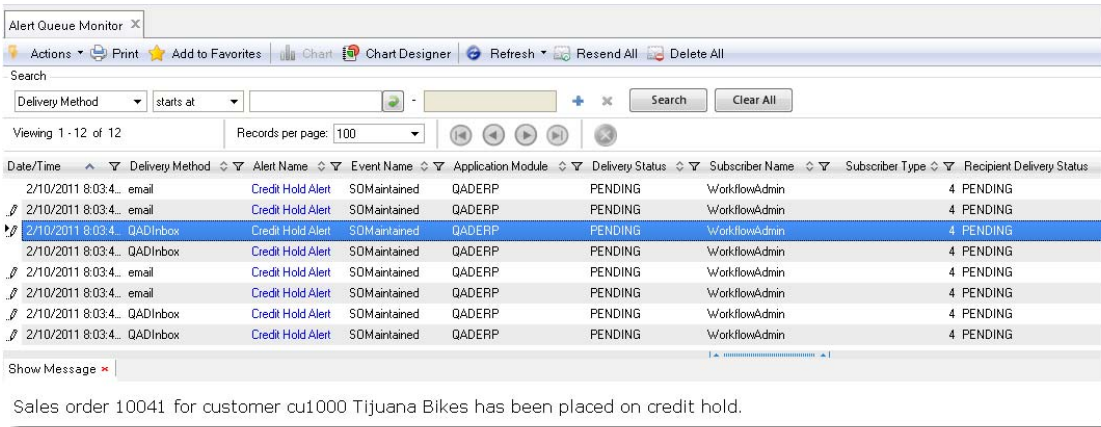 Alert Queue Monitor
Actions Print Add to Favorites Chart Chart Designer Refresh Resend All Delete All
Search
Delivery Method starts at - Search Clear All
Viewing 1 - 12 of 12 Records per page: 100
Date/Time Delivery Method Alert Name Event Name Application Module Delivery Status Subscriber Name Subscriber Type Recipient Delivery Status
2/10/2011 8:03:4... email Credit Hold Alert SOMaintained QADERP PENDING WorkflowAdmin 4 PENDING
2/10/2011 8:03:4... email Credit Hold Alert SOMaintained QADERP PENDING WorkflowAdmin 4 PENDING
2/10/2011 8:03:4... QADInbox Credit Hold Alert SOMaintained QADERP PENDING WorkflowAdmin 4 PENDING
2/10/2011 8:03:4... QADInbox Credit Hold Alert SOMaintained QADERP PENDING WorkflowAdmin 4 PENDING
2/10/2011 8:03:4... email Credit Hold Alert SOMaintained QADERP PENDING WorkflowAdmin 4 PENDING
2/10/2011 8:03:4... email Credit Hold Alert SOMaintained QADERP PENDING WorkflowAdmin 4 PENDING
2/10/2011 8:03:4... QADInbox Credit Hold Alert SOMaintained QADERP PENDING WorkflowAdmin 4 PENDING
2/10/2011 8:03:4... QADInbox Credit Hold Alert SOMaintained QADERP PENDING WorkflowAdmin 4 PENDING
Show Message
Sales order 10041 for customer cu1000 Tijuana Bikes has been placed on credit hold.